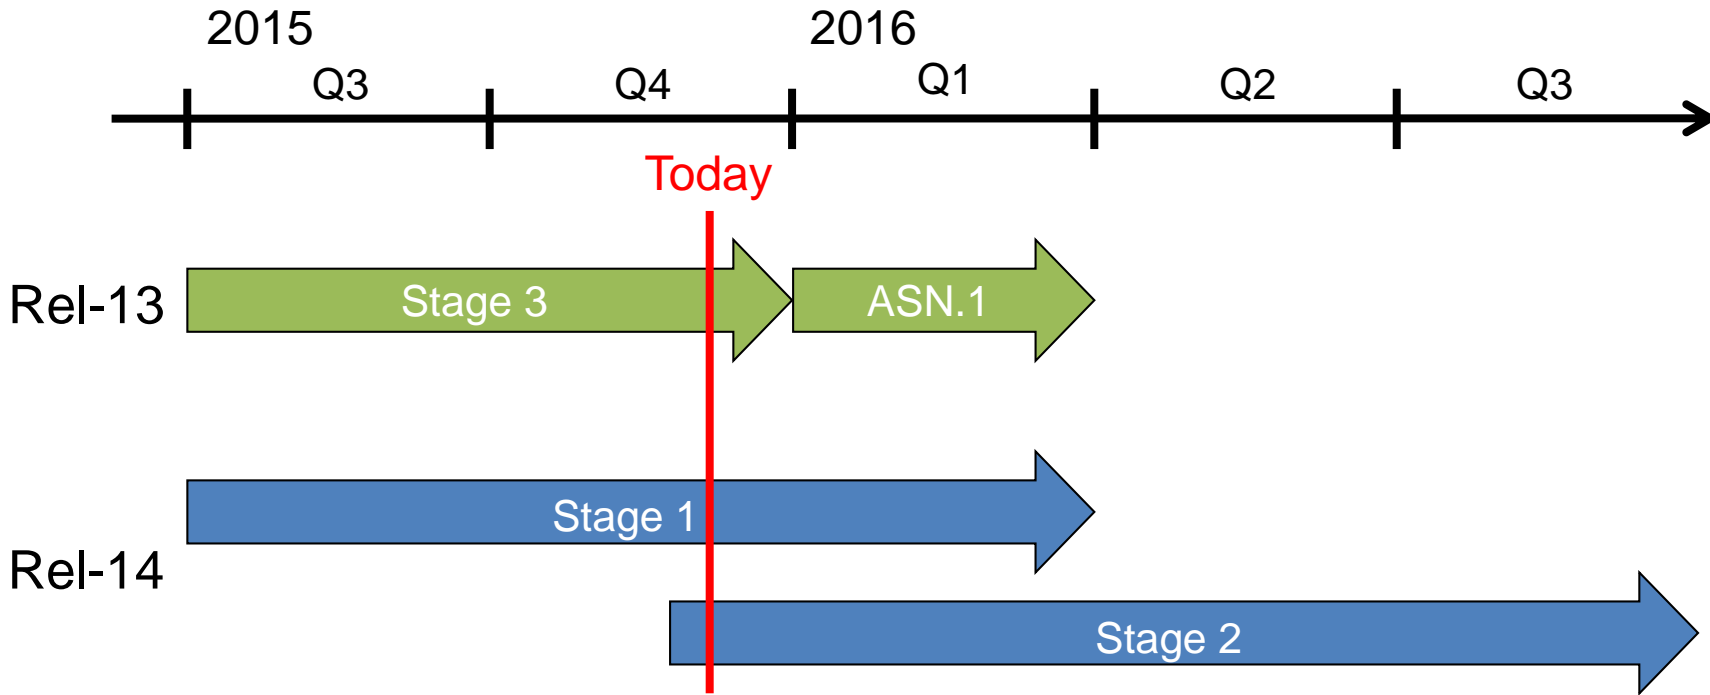 2015 2016
Q3 Q4 Q1 Q2 Q3
Today
Rel-13 Stage 3 ASN.1
Stage 1
Rel-14
Stage 2